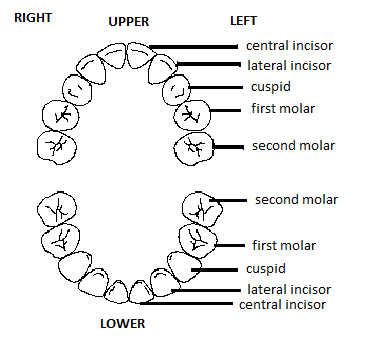 RIGHT UPPER LEFT
central incisor
lateral incisor
cuspid
first molar
second molar
second molar
first molar
cuspid
lateral incisor
central incisor
LOWER